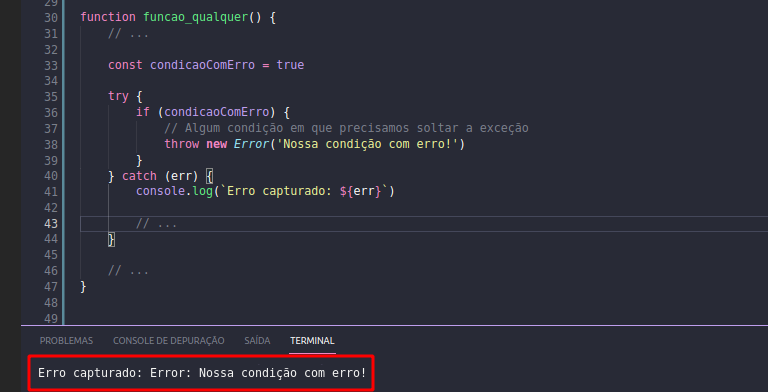 29
30 function funcao_qualquer() {
31 // ...
32
33 const condicaoComErro = true
34
35 try {
36 if (condicaoComErro) {
37 // Algum condição em que precisamos soltar a exceção
38 throw new Error('Nossa condição com erro!')
39 }
40 } catch (err) {
41 console.log(`Erro capturado: ${err}`)
42
43 // ...
44 }
45
46 // ...
47 }
48
49
PROBLEMAS CONSOLE DE DEPURAÇÃO SAÍDA TERMINAL
Erro capturado: Error: Nossa condição com erro!